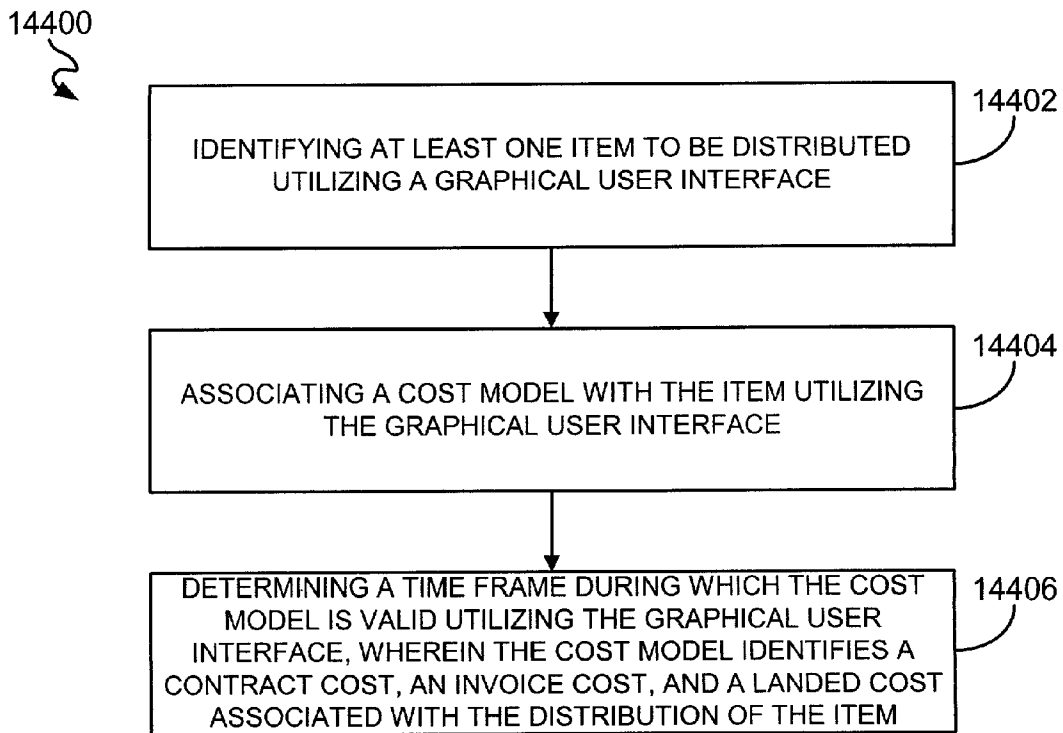 14400
14402
IDENTIFYING AT LEAST ONE ITEM TO BE DISTRIBUTED
UTILIZING A GRAPHICAL USER INTERFACE
14404
ASSOCIATING A COST MODEL WITH THE ITEM UTILIZING
THE GRAPHICAL USER INTERFACE
14406
DETERMINING A TIME FRAME DURING WHICH THE COST
MODEL IS VALID UTILIZING THE GRAPHICAL USER
INTERFACE, WHEREIN THE COST MODEL IDENTIFIES A
CONTRACT COST, AN INVOICE COST, AND A LANDED COST
ASSOCIATED WITH THE DISTRIBUTION OF THE ITEM